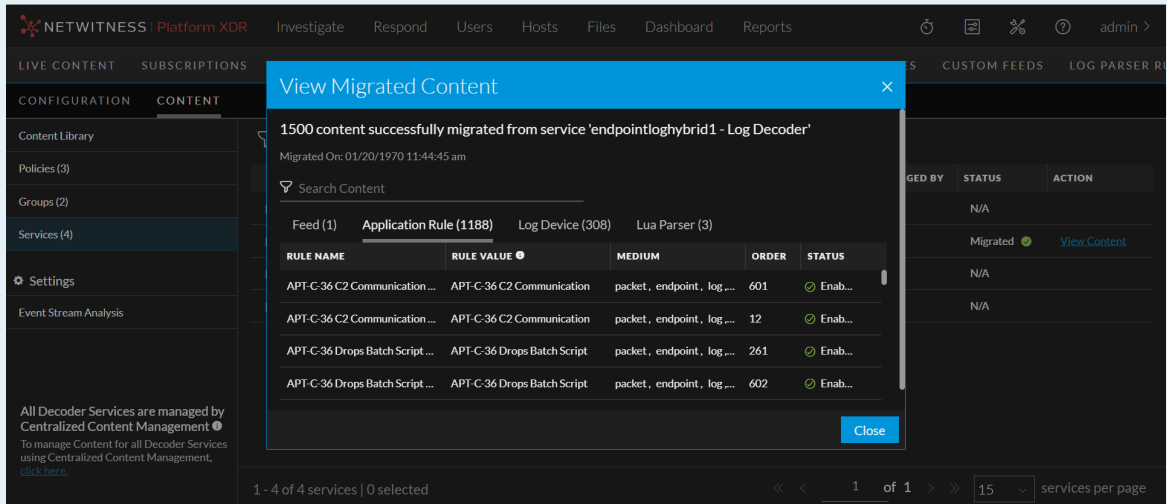 NETWITNESS | Platform XDR Investigate Respond Users Hosts Files Dashboard Reports admin >
LIVE CONTENT SUBSCRIPTIONS CUSTOM FEEDS LOG PARSER
CONFIGURATION CONTENT
View Migrated Content
1500 content successfully migrated from service 'endpointloghybrid1 - Log Decoder'
Migrated On: 01/20/1970 11:44:45 am
Search Content
Feed (1) Application Rule (1188) Log Device (308) Lua Parser (3)
RULE NAME RULE VALUE MEDIUM ORDER STATUS
APT-C-36 C2 Communication ... APT-C-36 C2 Communication packet , endpoint , log ,... 601 Enab...
APT-C-36 C2 Communication ... APT-C-36 C2 Communication packet , endpoint , log ,... 12 Enab...
APT-C-36 Drops Batch Script ... APT-C-36 Drops Batch Script packet , endpoint , log ,... 261 Enab...
APT-C-36 Drops Batch Script ... APT-C-36 Drops Batch Script packet , endpoint , log ,... 602 Enab...
Close
Content Library
Policies (3)
Groups (2)
Services (4)
Settings
Event Stream Analysis
All Decoder Services are managed by
Centralized Content Management
To manage Content for all Decoder Services
using Centralized Content Management,
click here.
GED BY STATUS ACTION
N/A
Migrated View Content
N/A
N/A
1 - 4 of 4 services | 0 selected << < 1 of 1 > >> 15 services per page